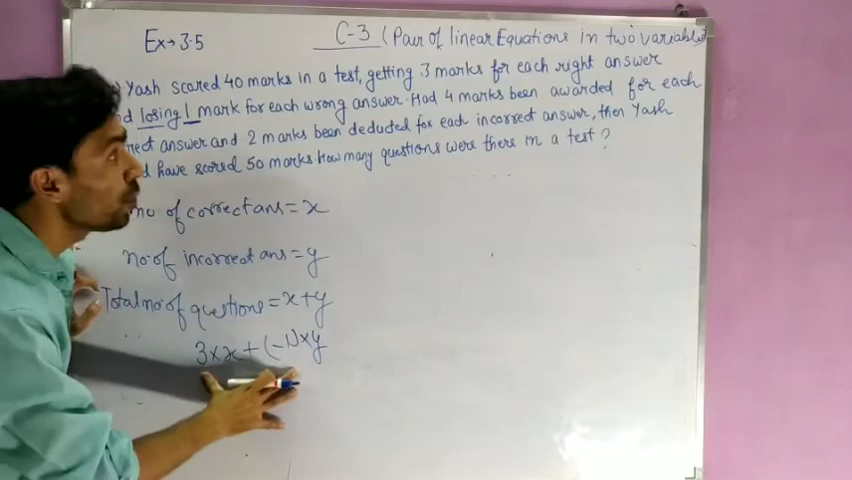 Ex→3.5
C-3 (Pair of linear Equations in two variables
Yash scored 40 marks in a test, getting 3 marks for each right answer
d losing 1 mark for each wrong answer. Had 4 marks been awarded for each
rect answer and 2 marks been deducted for each incorrect answer, then Yash
d have scored 50 marks. How many questions were there in a test?
no of correct ans = x
no. of incorrect ans = y
Total no. of questions = x+y
3×x+(-1)×y